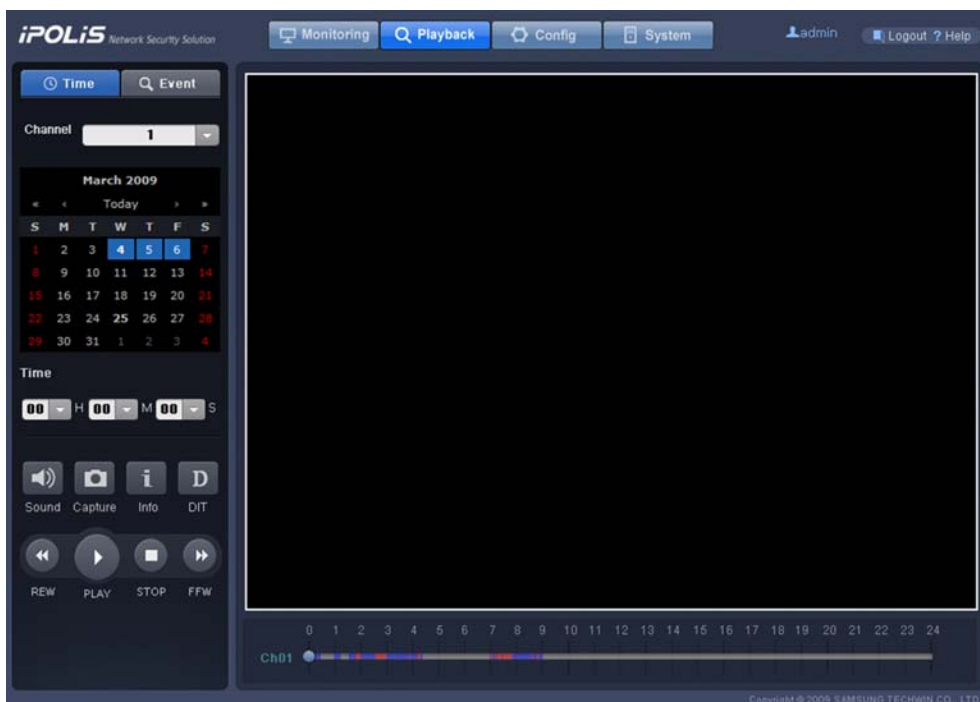 iPOLiS Network Security Solution
Monitoring Playback Config System
admin Logout ? Help
Time Event
Channel 1
March 2009
« ‹ Today › »
S M T W T F S
1 2 3 4 5 6 7
8 9 10 11 12 13 14
15 16 17 18 19 20 21
22 23 24 25 26 27 28
29 30 31 1 2 3 4
Time
00 H 00 M 00 S
i D
Sound Capture Info DIT
REW PLAY STOP FFW
0 1 2 3 4 5 6 7 8 9 10 11 12 13 14 15 16 17 18 19 20 21 22 23 24
Ch01
Copyright © 2009 SAMSUNG TECHWIN CO., LTD